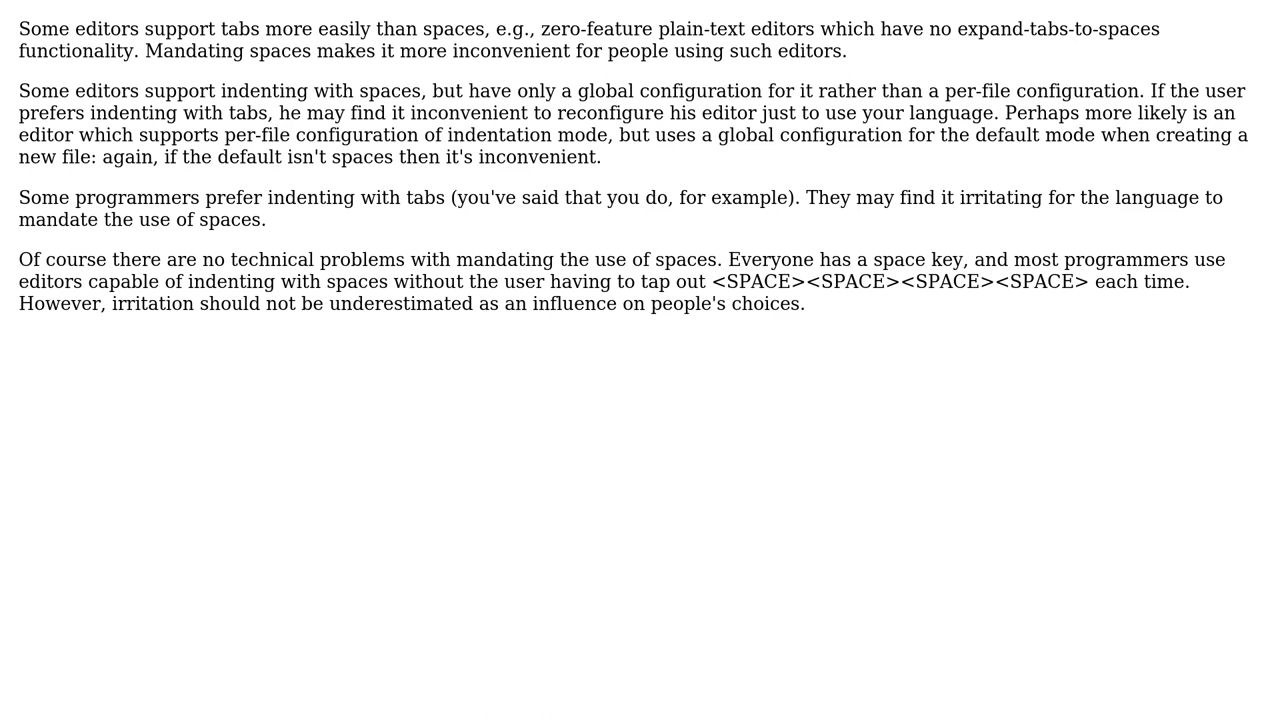 Some editors support tabs more easily than spaces, e.g., zero-feature plain-text editors which have no expand-tabs-to-spaces
functionality. Mandating spaces makes it more inconvenient for people using such editors.
Some editors support indenting with spaces, but have only a global configuration for it rather than a per-file configuration. If the user
prefers indenting with tabs, he may find it inconvenient to reconfigure his editor just to use your language. Perhaps more likely is an
editor which supports per-file configuration of indentation mode, but uses a global configuration for the default mode when creating a
new file: again, if the default isn't spaces then it's inconvenient.
Some programmers prefer indenting with tabs (you've said that you do, for example). They may find it irritating for the language to
mandate the use of spaces.
Of course there are no technical problems with mandating the use of spaces. Everyone has a space key, and most programmers use
editors capable of indenting with spaces without the user having to tap out <SPACE><SPACE><SPACE><SPACE> each time.
However, irritation should not be underestimated as an influence on people's choices.